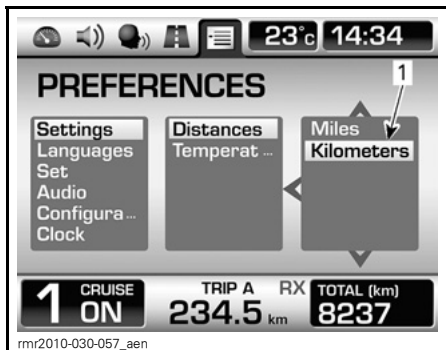 23°c 14:34
PREFERENCES
1
Settings
Languages
Set
Audio
Configura ...
Clock
Distances
Temperat ...
Miles
Kilometers
1 CRUISE ON
TRIP A
234.5 km
RX
TOTAL (km)
8237
rmr2010-030-057_aen